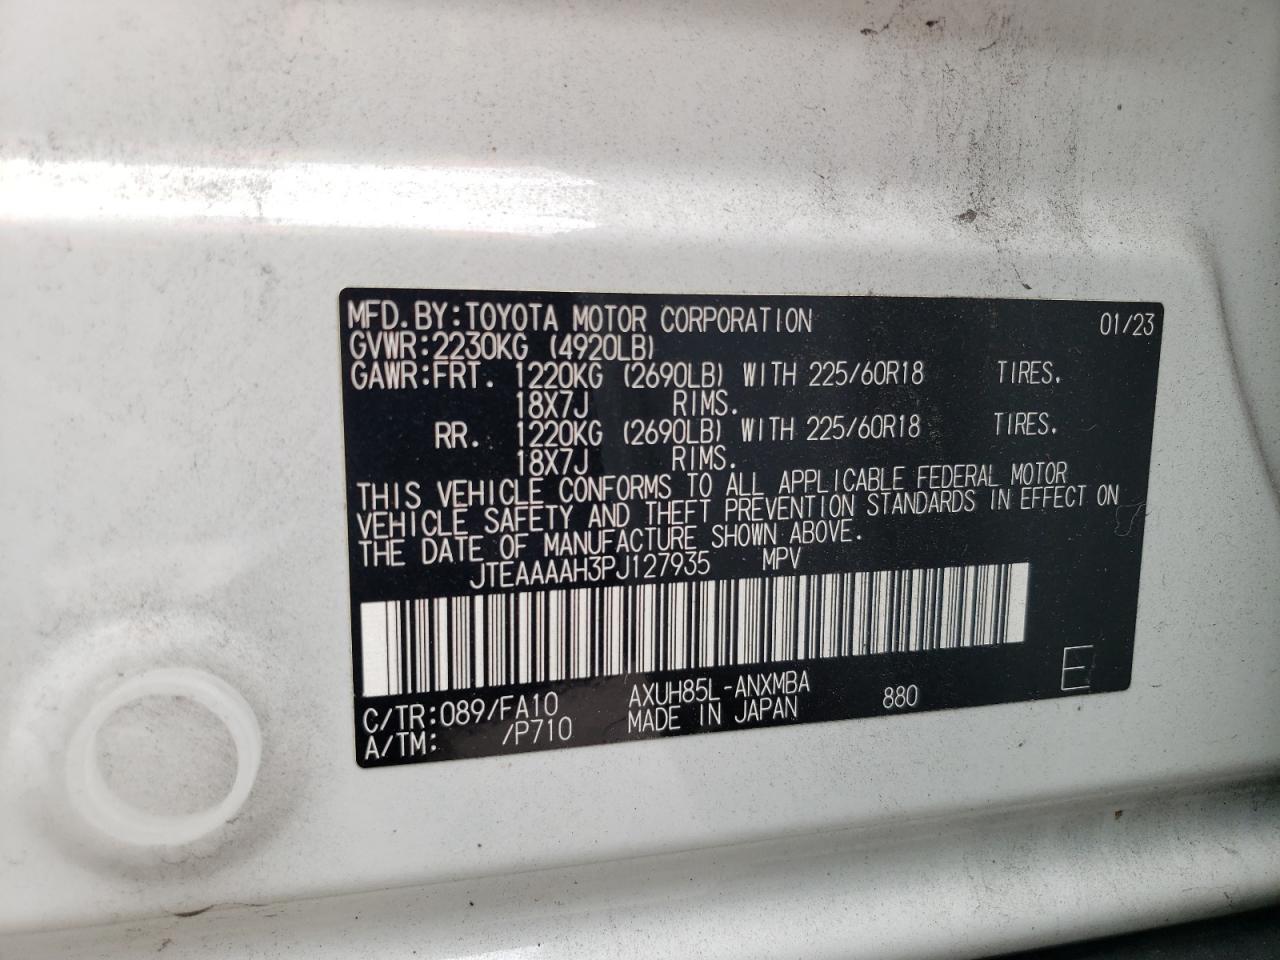 MFD.BY:TOYOTA MOTOR CORPORATION 01/23
GVWR:2230KG (4920LB)
GAWR:FRT. 1220KG (2690LB) WITH 225/60R18 TIRES.
18X7J RIMS.
RR. 1220KG (2690LB) WITH 225/60R18 TIRES.
18X7J RIMS.
THIS VEHICLE CONFORMS TO ALL APPLICABLE FEDERAL MOTOR
VEHICLE SAFETY AND THEFT PREVENTION STANDARDS IN EFFECT ON
THE DATE OF MANUFACTURE SHOWN ABOVE.
JTEAAAAH3PJ127935 MPV
C/TR:089/FA10 AXUH85L-ANXMBA 880 E
A/TM: /P710 MADE IN JAPAN